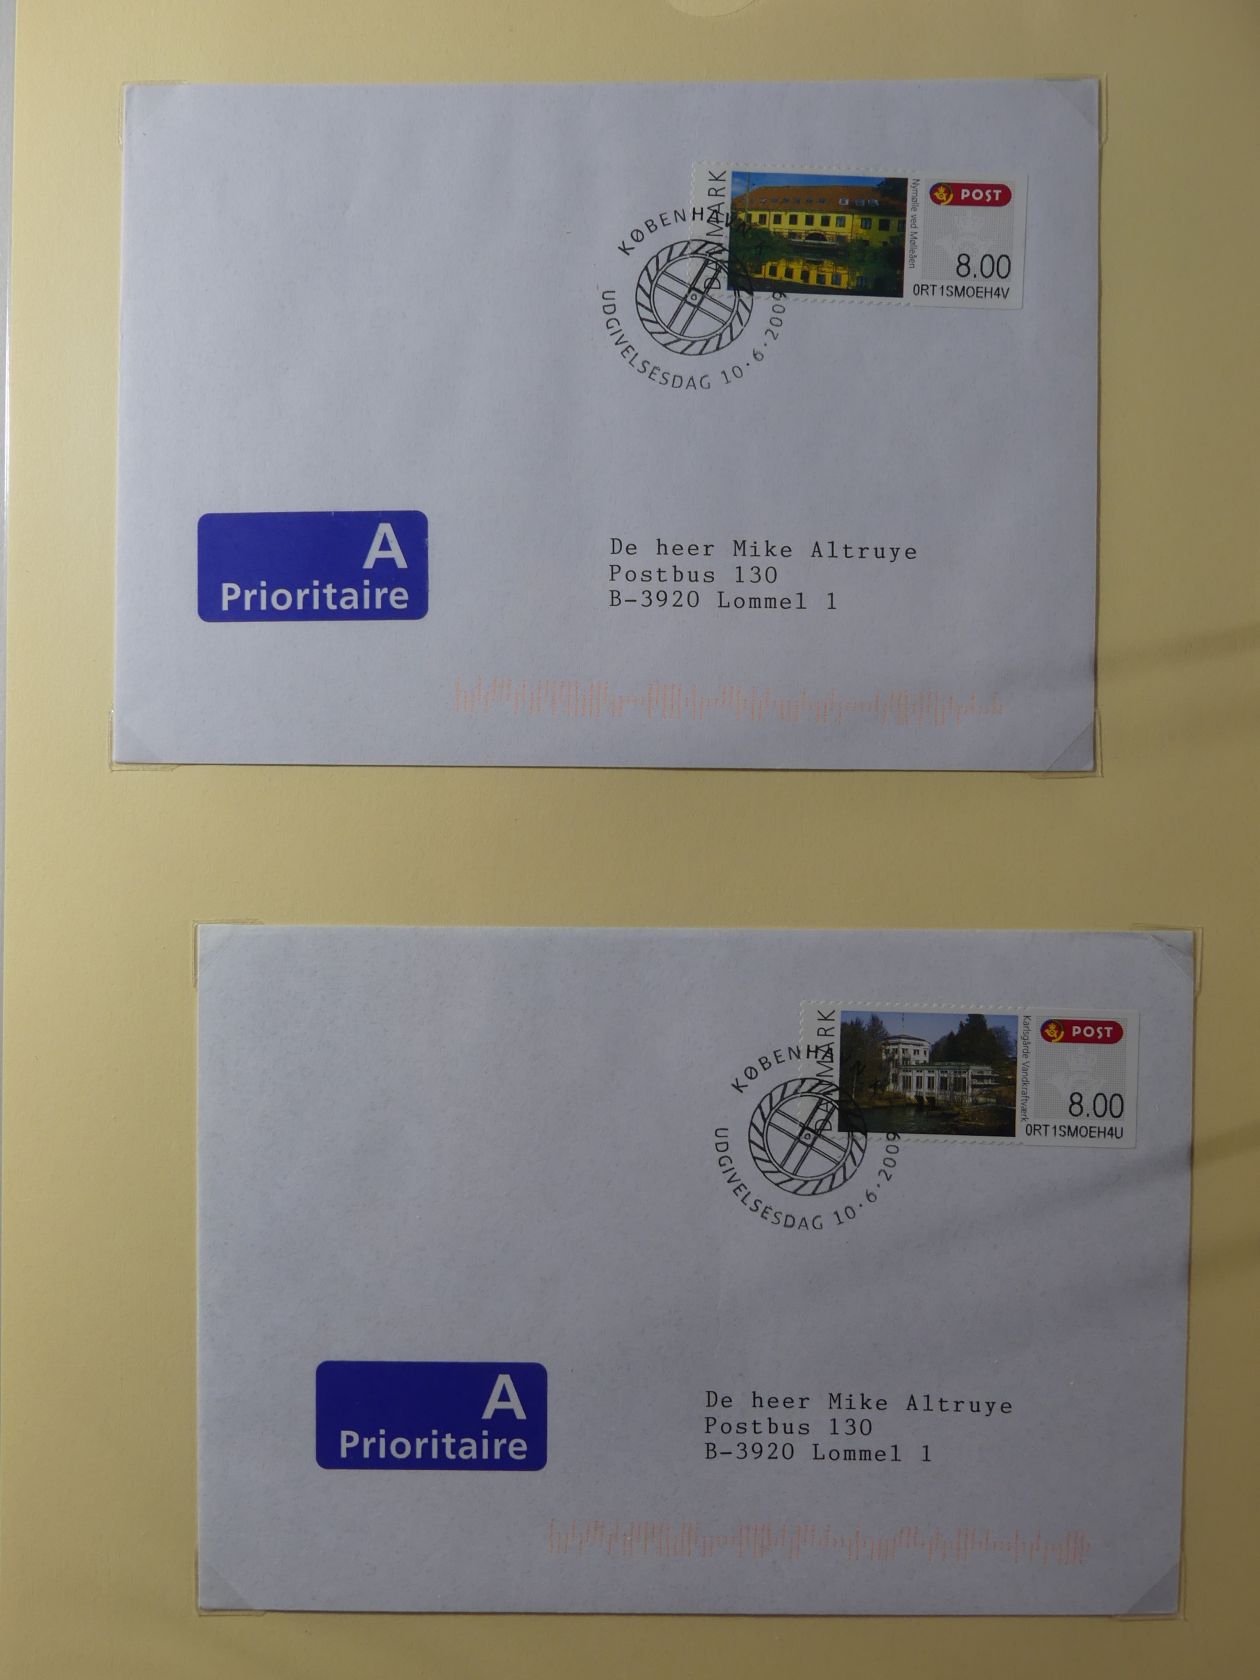 DANMARK
Nymølle ved Mølleåen
POST
8.00
0RT1SMOEH4V
KØBENHAVN K
UDGIVELSESDAG 10.6.2009
A
Prioritaire
De heer Mike Altruye
Postbus 130
B-3920 Lommel 1
DANMARK
Karlsgårde Vandkraftværk
POST
8.00
0RT1SMOEH4U
KØBENHAVN K
UDGIVELSESDAG 10.6.2009
A
Prioritaire
De heer Mike Altruye
Postbus 130
B-3920 Lommel 1